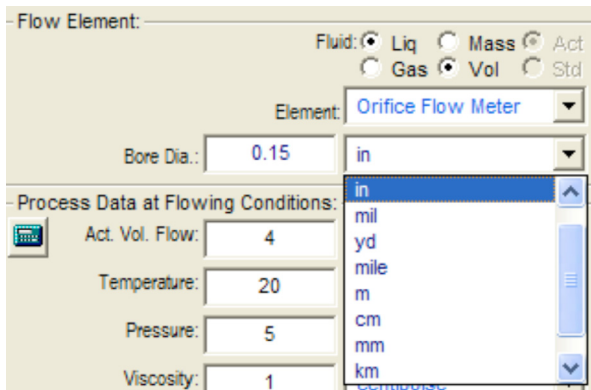 Flow Element:
Fluid: Liq Mass Act
Gas Vol Std
Element: Orifice Flow Meter
Bore Dia.: 0.15 in
in
Process Data at Flowing Conditions:
mil
Act. Vol. Flow: 4 yd
mile
Temperature: 20 m
cm
Pressure: 5 mm
km
Viscosity: 1 centipoise